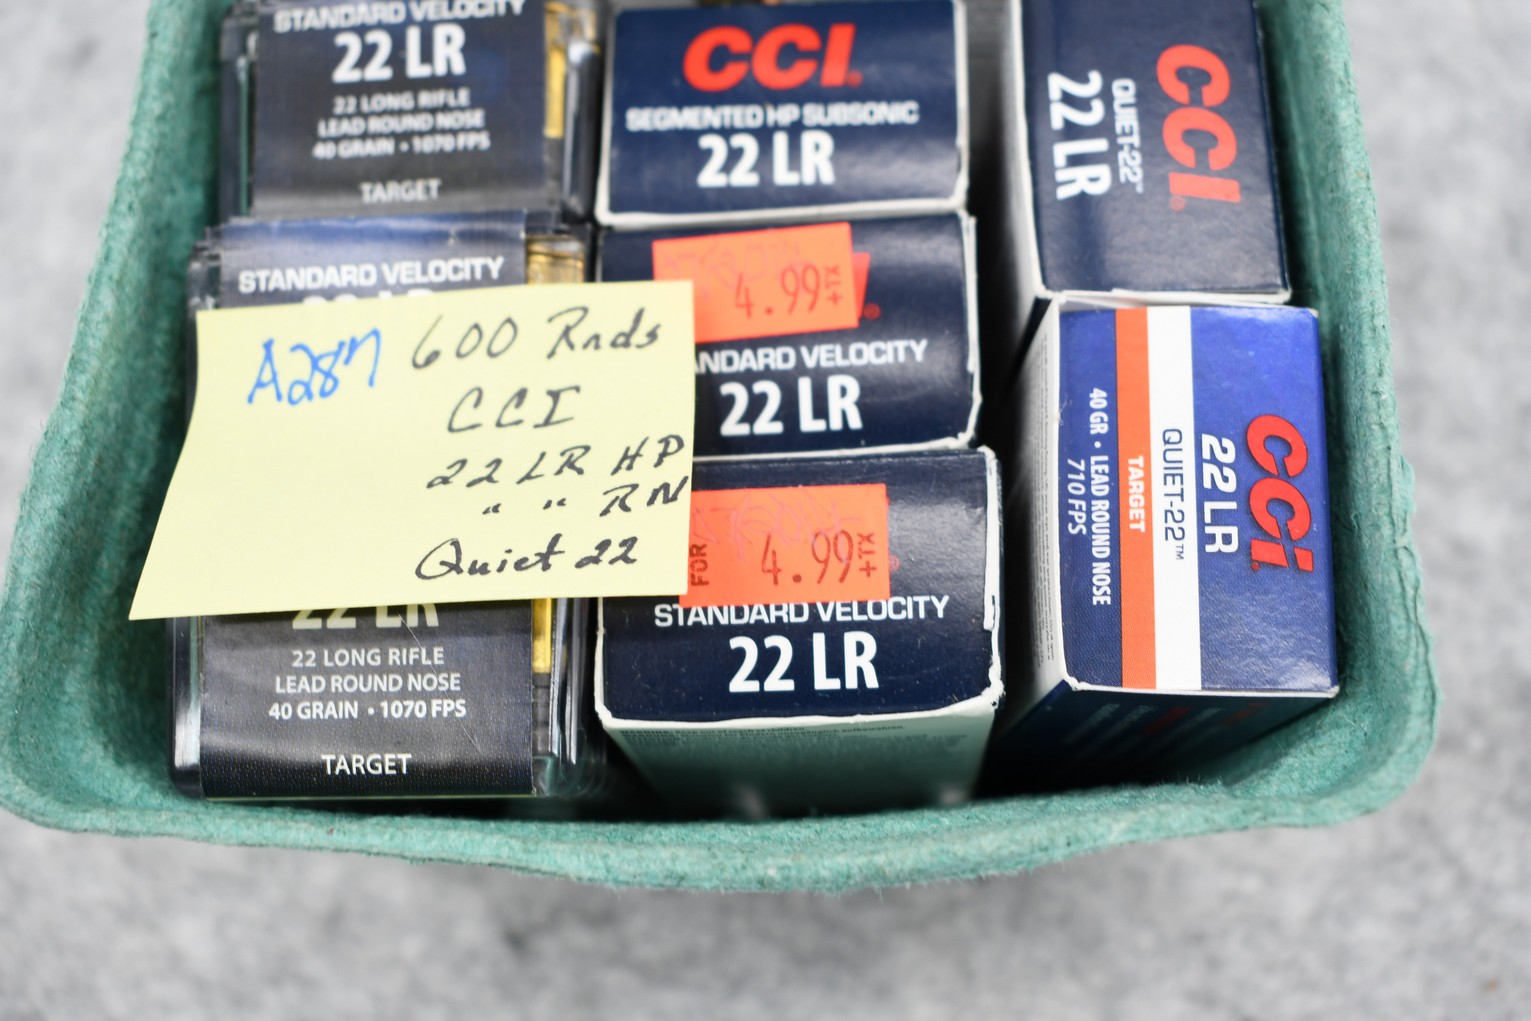 STANDARD VELOCITY
22 LR
22 LONG RIFLE
LEAD ROUND NOSE
40 GRAIN • 1070 FPS
TARGET
STANDARD VELOCITY
A287
600 Rnds
CCI
22 LR HP
" " RN
Quiet 22
22 LR
22 LONG RIFLE
LEAD ROUND NOSE
40 GRAIN • 1070 FPS
TARGET
CCI
SEGMENTED HP SUBSONIC
22 LR
4.99+TX
NDARD VELOCITY
22 LR
FOR
4.99+TX
STANDARD VELOCITY
22 LR
CCI
QUIET-22™
22 LR
CCI
22 LR
QUIET-22™
TARGET
40 GR • LEAD ROUND NOSE
710 FPS